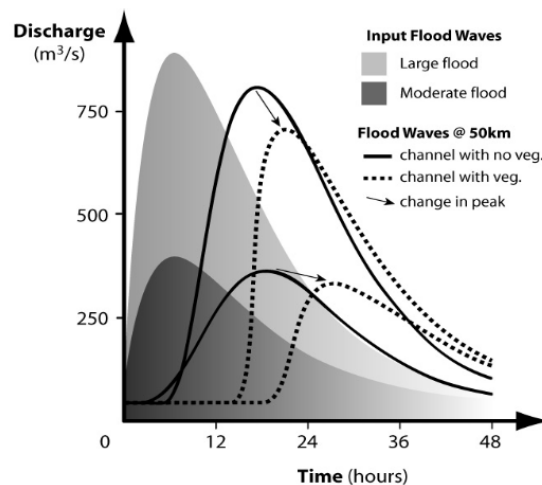 Discharge
(m³/s)
Input Flood Waves
Large flood
Moderate flood
Flood Waves @ 50km
channel with no veg.
channel with veg.
change in peak
750
500
250
0
12
24
36
48
Time (hours)